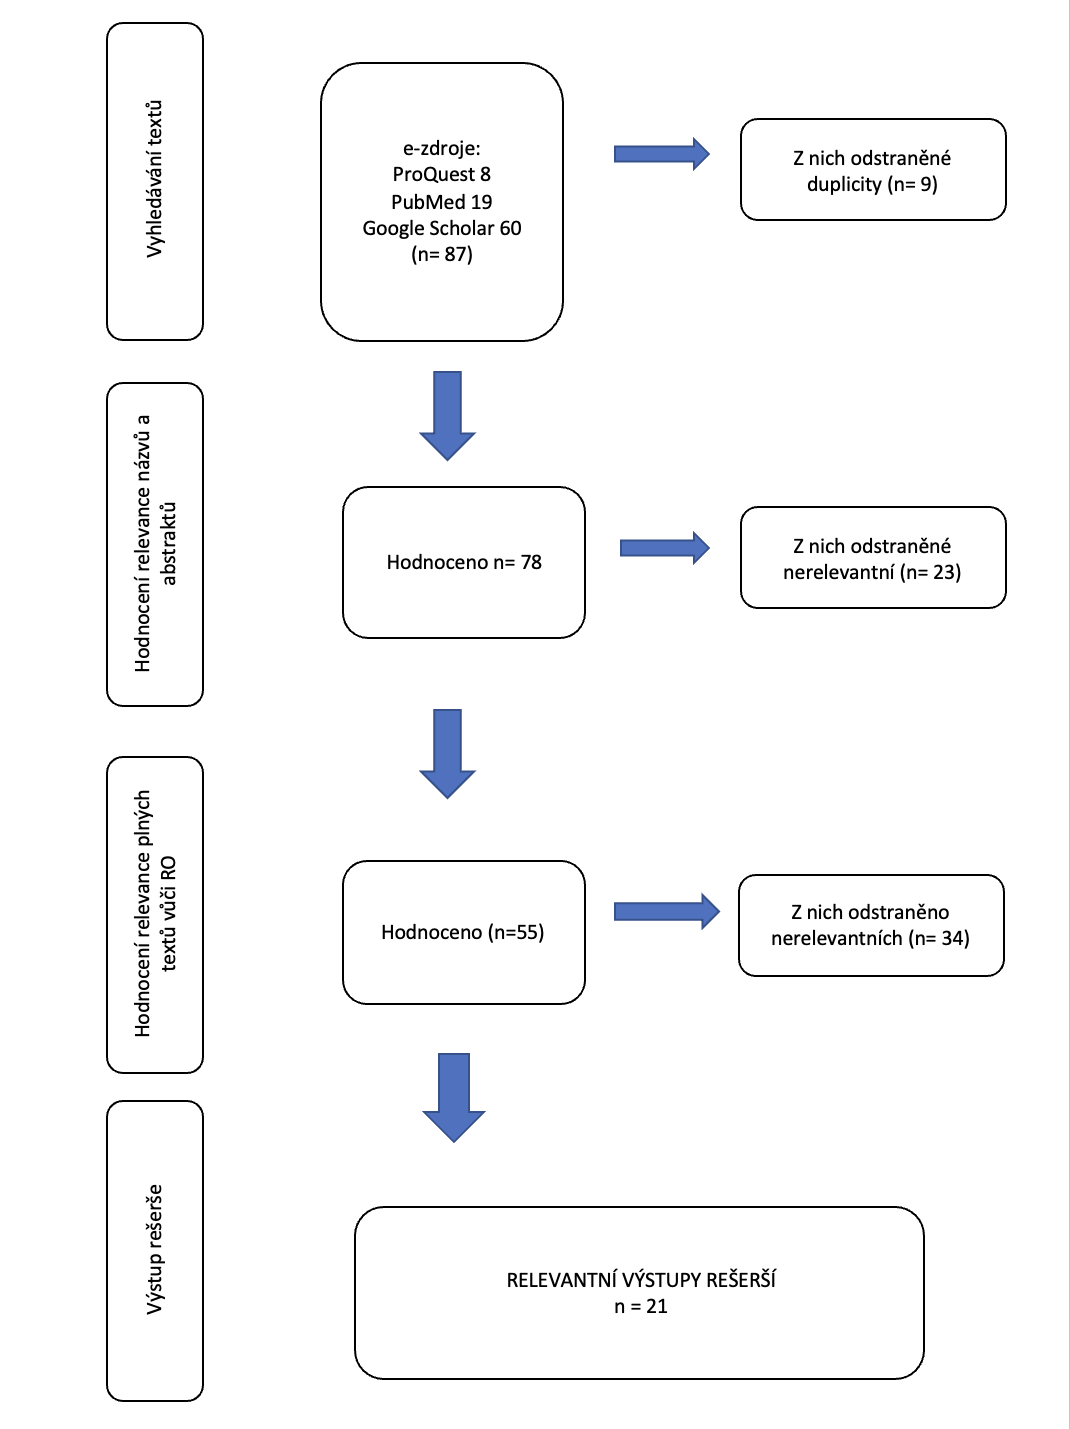 Vyhledávání textů
e-zdroje:
ProQuest 8
PubMed 19
Google Scholar 60
(n= 87)
Z nich odstraněné
duplicity (n= 9)
Hodnocení relevance názvů a
abstraktů
Hodnoceno n= 78
Z nich odstraněné
nerelevantní (n= 23)
Hodnocení relevance plných
textů vůči RO
Hodnoceno (n=55)
Z nich odstraněno
nerelevantních (n= 34)
Výstup rešerše
RELEVANTNÍ VÝSTUPY REŠERŠÍ
n = 21